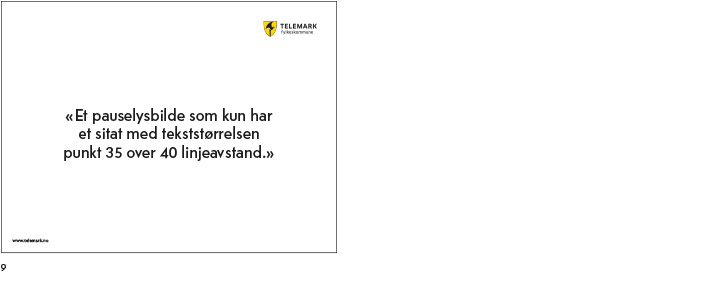 TELEMARK
fylkeskommune
«Et pauselysbilde som kun har
et sitat med tekststørrelsen
punkt 35 over 40 linjeavstand.»
www.telemark.no
9